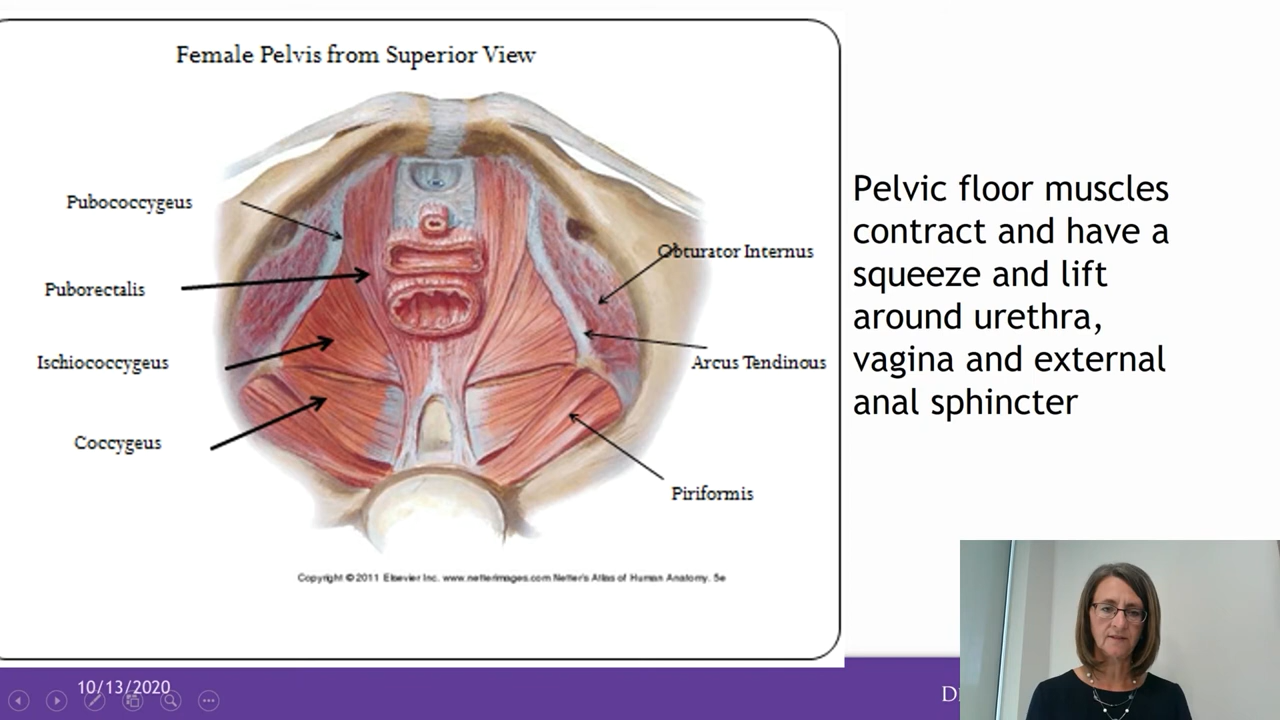 Female Pelvis from Superior View
Pubococcygeus
Puborectalis
Ischiococcygeus
Coccygeus
Obturator Internus
Arcus Tendinous
Piriformis
Copyright © 2011 Elsevier Inc. www.netterimages.com Netter's Atlas of Human Anatomy. 5e
Pelvic floor muscles
contract and have a
squeeze and lift
around urethra,
vagina and external
anal sphincter
10/13/2020